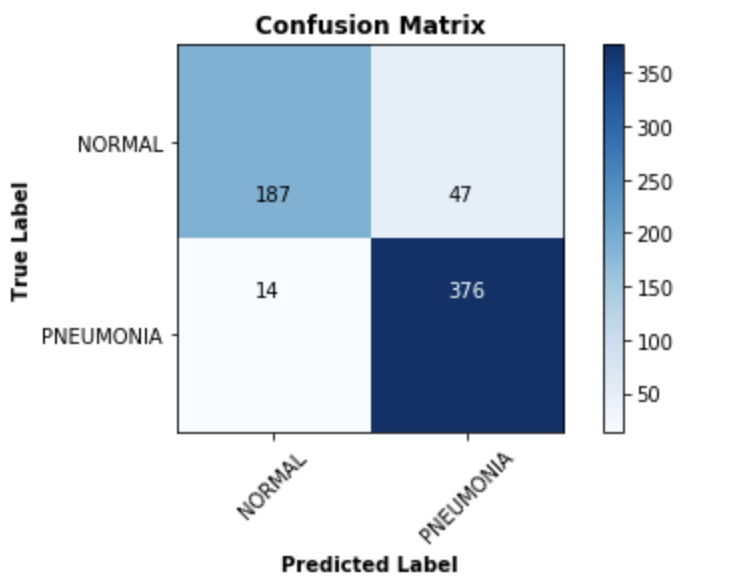 Confusion Matrix
True Label
NORMAL
PNEUMONIA
187 47
14 376
NORMAL PNEUMONIA
Predicted Label
350
300
250
200
150
100
50